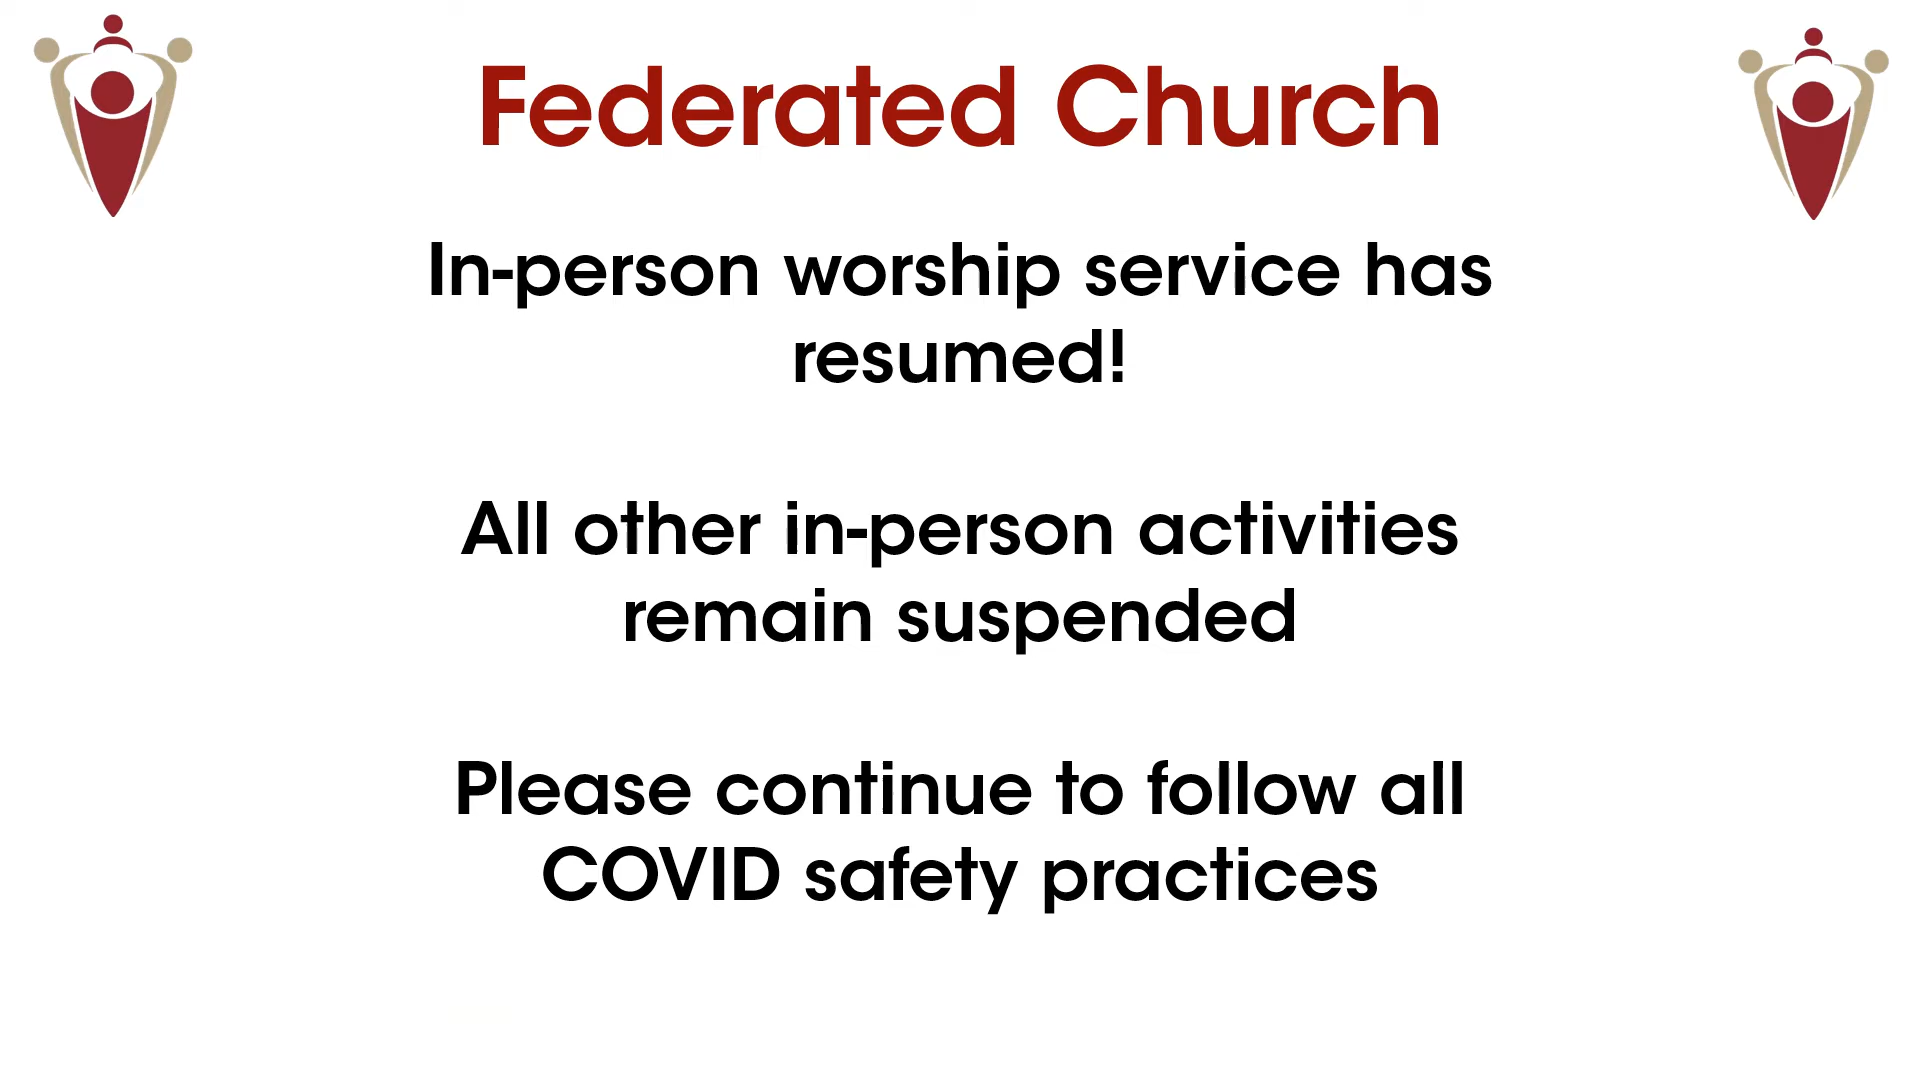 Federated Church
In-person worship service has
resumed!
All other in-person activities
remain suspended
Please continue to follow all
COVID safety practices